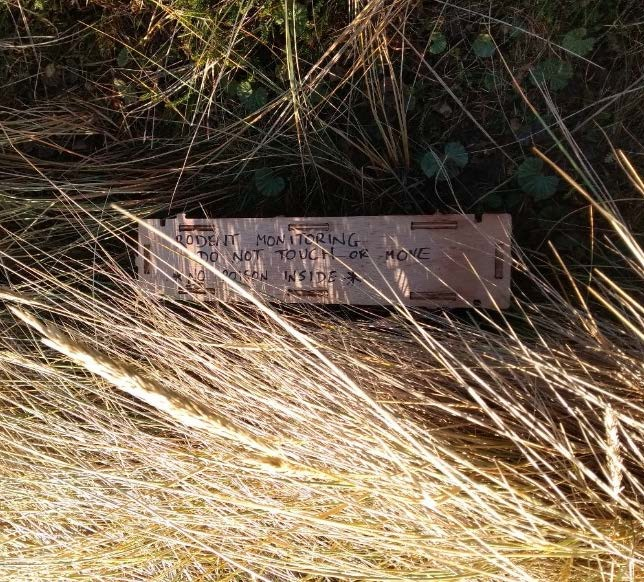 RODENT MONITORING
DO NOT TOUCH OR MOVE
*NO POISON INSIDE*